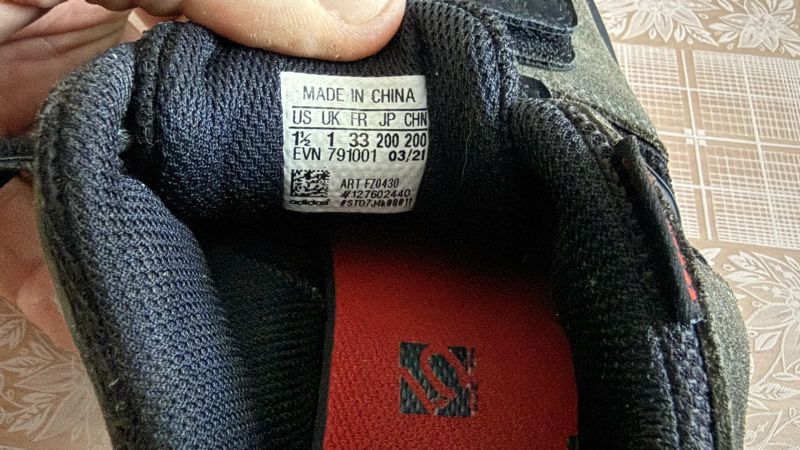 MADE IN CHINA
US UK FR JP CHN
1½ 1 33 200 200
EVN 791001 03/21
ART FZ0430
#127602440
adidas